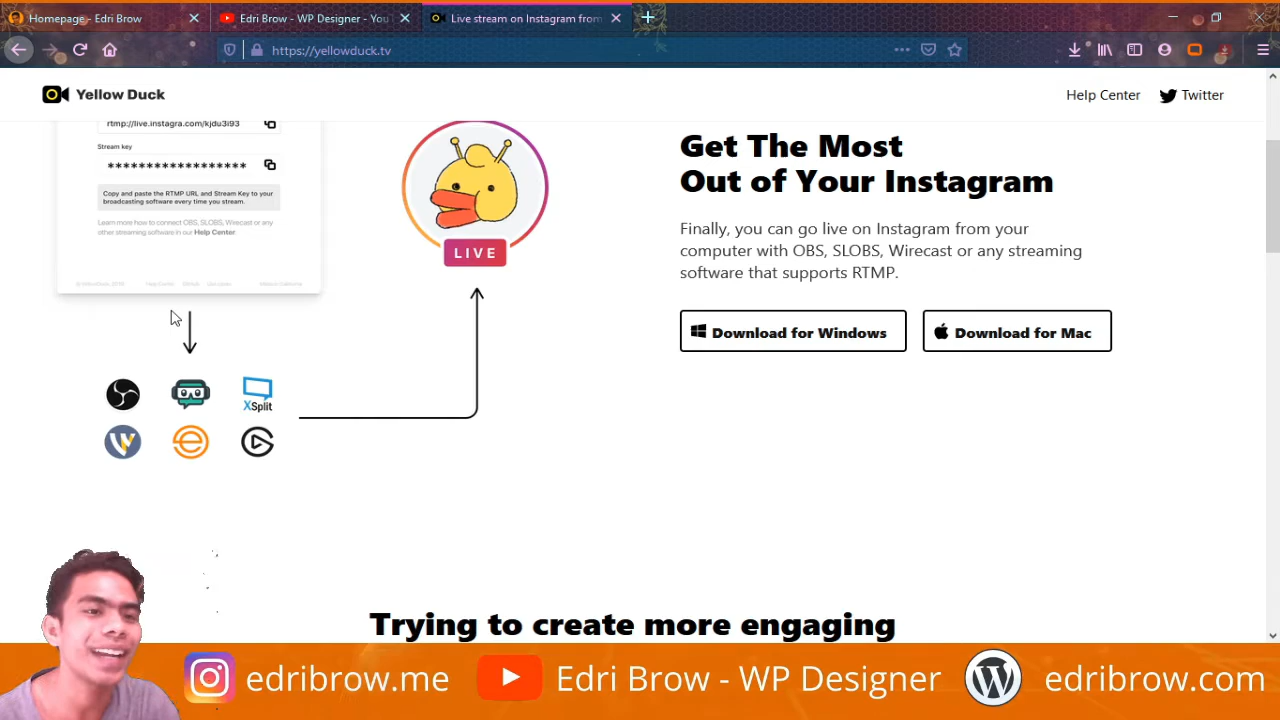 Homepage - Edri Brow
Edri Brow - WP Designer - You
Live stream on Instagram from
https://yellowduck.tv
Yellow Duck
Help Center
Twitter
rtmp://live.instagra.com/kjdu3i93
Stream key
******************
Copy and paste the RTMP URL and Stream Key to your
broadcasting software every time you stream.
Learn more how to connect OBS, SLOBS, Wirecast or any
other streaming software in our Help Center
Help Center
LIVE
XSplit
Get The Most
Out of Your Instagram
Finally, you can go live on Instagram from your
computer with OBS, SLOBS, Wirecast or any streaming
software that supports RTMP.
Download for Windows
Download for Mac
Trying to create more engaging
edribrow.me
Edri Brow - WP Designer
edribrow.com